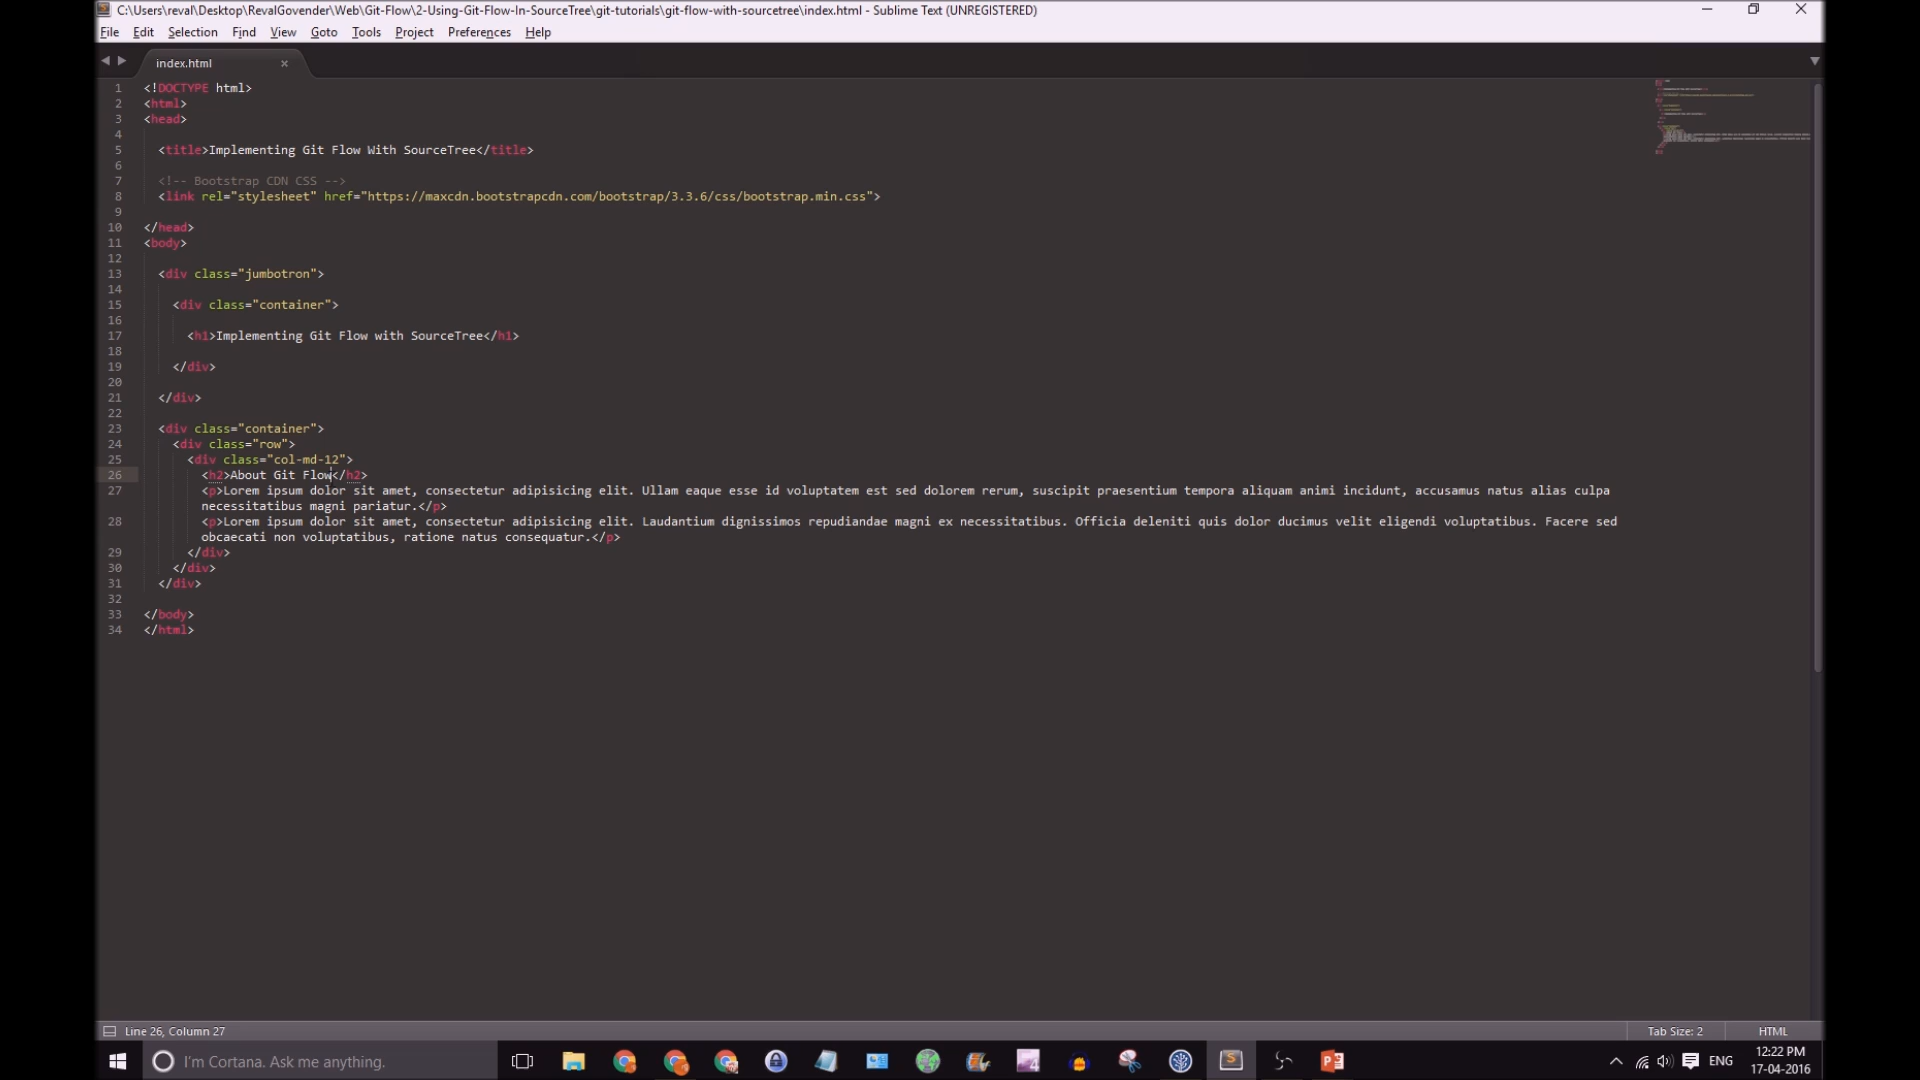 C:\Users\reval\Desktop\RevalGovender\Web\Git-Flow\2-Using-Git-Flow-In-SourceTree\git-tutorials\git-flow-with-sourcetree\index.html - Sublime Text (UNREGISTERED)
File Edit Selection Find View Goto Tools Project Preferences Help
index.html
1 <!DOCTYPE html>
2 <html>
3 <head>
4
5 <title>Implementing Git Flow With SourceTree</title>
6
7 <!-- Bootstrap CDN CSS -->
8 <link rel="stylesheet" href="https://maxcdn.bootstrapcdn.com/bootstrap/3.3.6/css/bootstrap.min.css">
9
10 </head>
11 <body>
12
13 <div class="jumbotron">
14
15 <div class="container">
16
17 <h1>Implementing Git Flow with SourceTree</h1>
18
19 </div>
20
21 </div>
22
23 <div class="container">
24 <div class="row">
25 <div class="col-md-12">
26 <h2>About Git Flow</h2>
27 <p>Lorem ipsum dolor sit amet, consectetur adipisicing elit. Ullam eaque esse id voluptatem est sed dolorem rerum, suscipit praesentium tempora aliquam animi incidunt, accusamus natus alias culpa
necessitatibus magni pariatur.</p>
28 <p>Lorem ipsum dolor sit amet, consectetur adipisicing elit. Laudantium dignissimos repudiandae magni ex necessitatibus. Officia deleniti quis dolor ducimus velit eligendi voluptatibus. Facere sed
obcaecati non voluptatibus, ratione natus consequatur.</p>
29 </div>
30 </div>
31 </div>
32
33 </body>
34 </html>
Line 26, Column 27 Tab Size: 2 HTML
I'm Cortana. Ask me anything. ENG 12:22 PM
17-04-2016